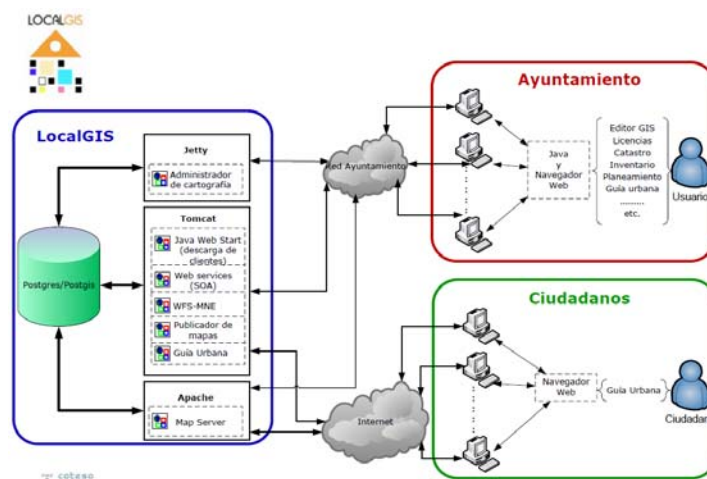 LOCALGIS
LocalGIS
Jetty
Administrador
de cartografía
Tomcat
Java Web Start
(descarga de
clientes)
Web services
(SOA)
WFS-MNE
Publicador de
mapas
Guía Urbana
Apache
Map Server
Postgres/Postgis
Red Ayuntamiento
Internet
Ayuntamiento
Java
y
Navegador
Web
Editor GIS
Licencias
Catastro
Inventario
Planeamiento
Guía urbana
.........
etc.
Usuario
Ciudadanos
Navegador
Web
Guía Urbana
Ciudadano
coteso